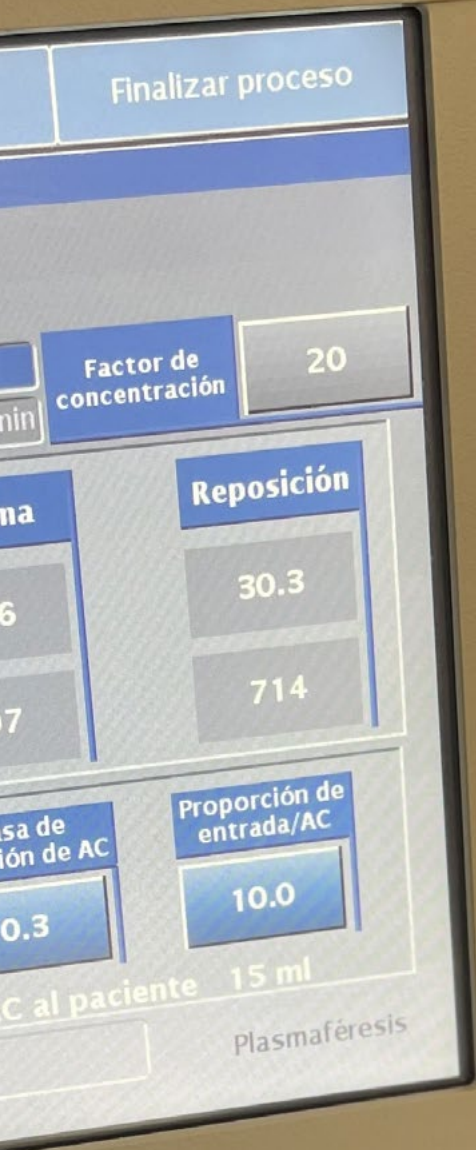 Finalizar proceso
Factor de
concentración
20
Reposición
30.3
714
Proporción de
entrada/AC
10.0
al paciente 15 ml
Plasmaféresis